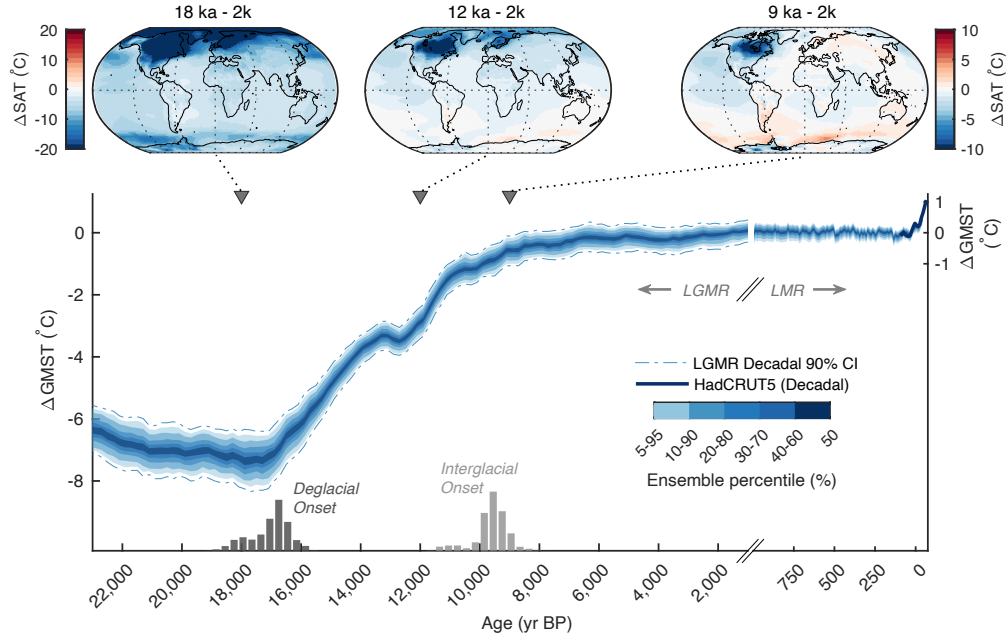 18 ka - 2k
12 ka - 2k
9 ka - 2k
20
10
0
-10
-20
ΔSAT (°C)
10
5
0
-5
-10
ΔSAT (°C)
0
-2
-4
-6
-8
ΔGMST (°C)
1
0
-1
ΔGMST (°C)
LGMR
LMR
LGMR Decadal 90% CI
HadCRUT5 (Decadal)
5-95
10-90
20-80
30-70
40-60
50
Ensemble percentile (%)
Deglacial
Onset
Interglacial
Onset
22,000
20,000
18,000
16,000
14,000
12,000
10,000
8,000
6,000
4,000
2,000
750
500
250
0
Age (yr BP)